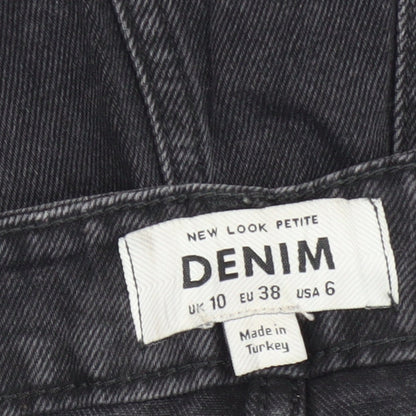 NEW LOOK PETITE
DENIM
UK 10 EU 38 USA 6
Made in
Turkey